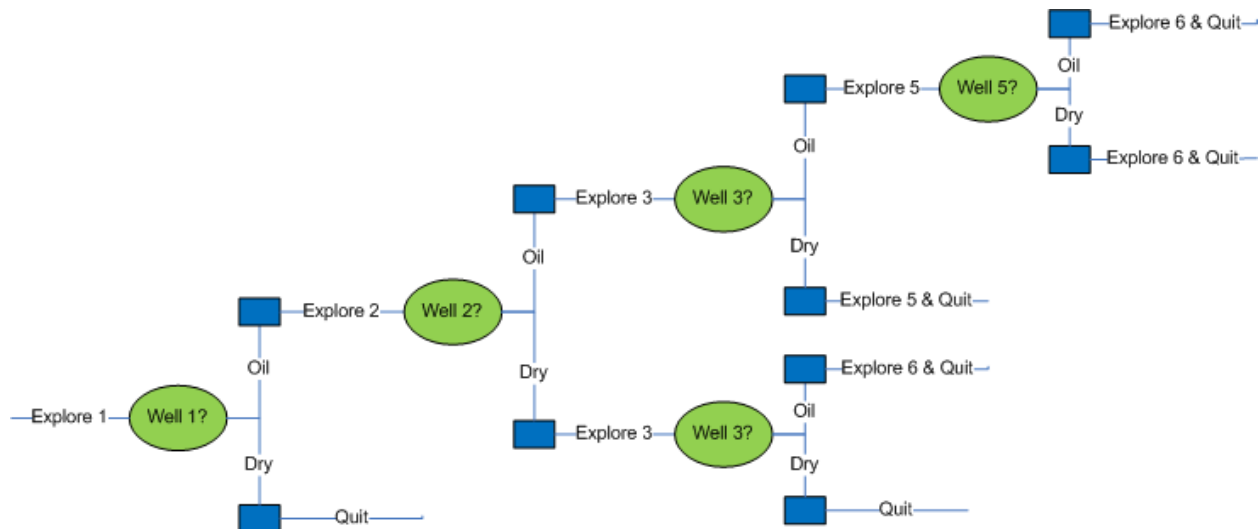 Explore 6 & Quit
Oil
Explore 5
Well 5?
Dry
Oil
Explore 6 & Quit
Explore 3
Well 3?
Dry
Oil
Explore 5 & Quit
Explore 2
Well 2?
Oil
Dry
Explore 6 & Quit
Oil
Explore 1
Well 1?
Explore 3
Well 3?
Dry
Dry
Quit
Quit